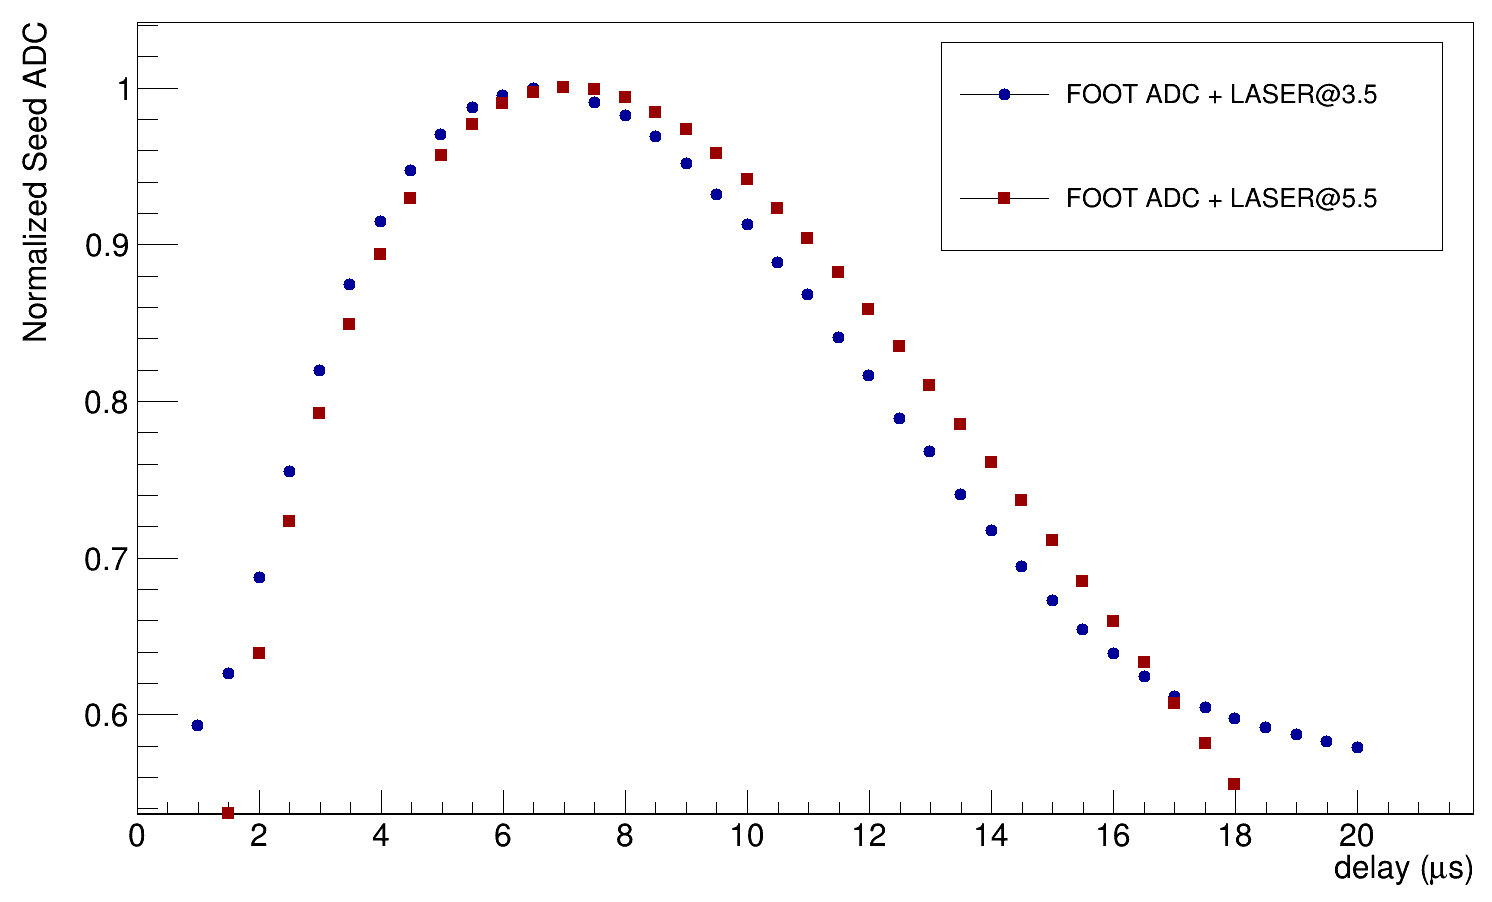 Normalized Seed ADC
1
0.9
0.8
0.7
0.6
FOOT ADC + LASER@3.5
FOOT ADC + LASER@5.5
0 2 4 6 8 10 12 14 16 18 20
delay (μs)